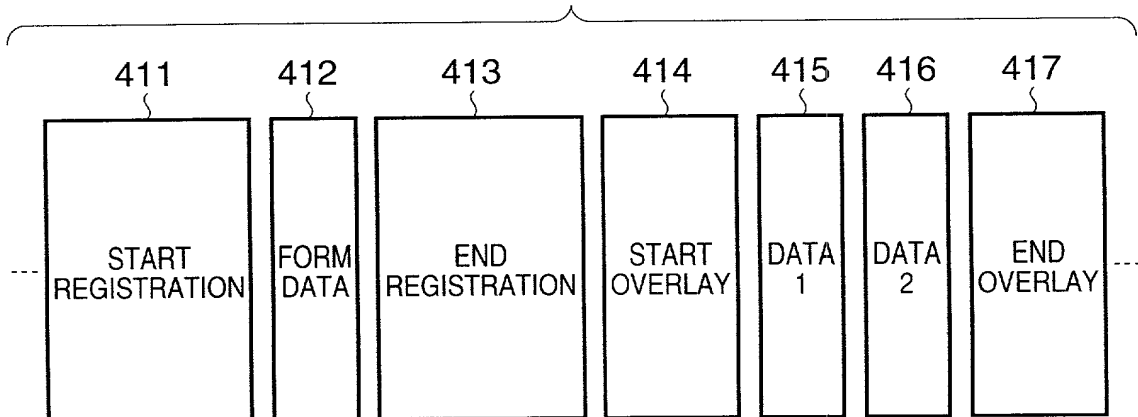 411 412 413 414 415 416 417
START
REGISTRATION
FORM
DATA
END
REGISTRATION
START
OVERLAY
DATA
1
DATA
2
END
OVERLAY